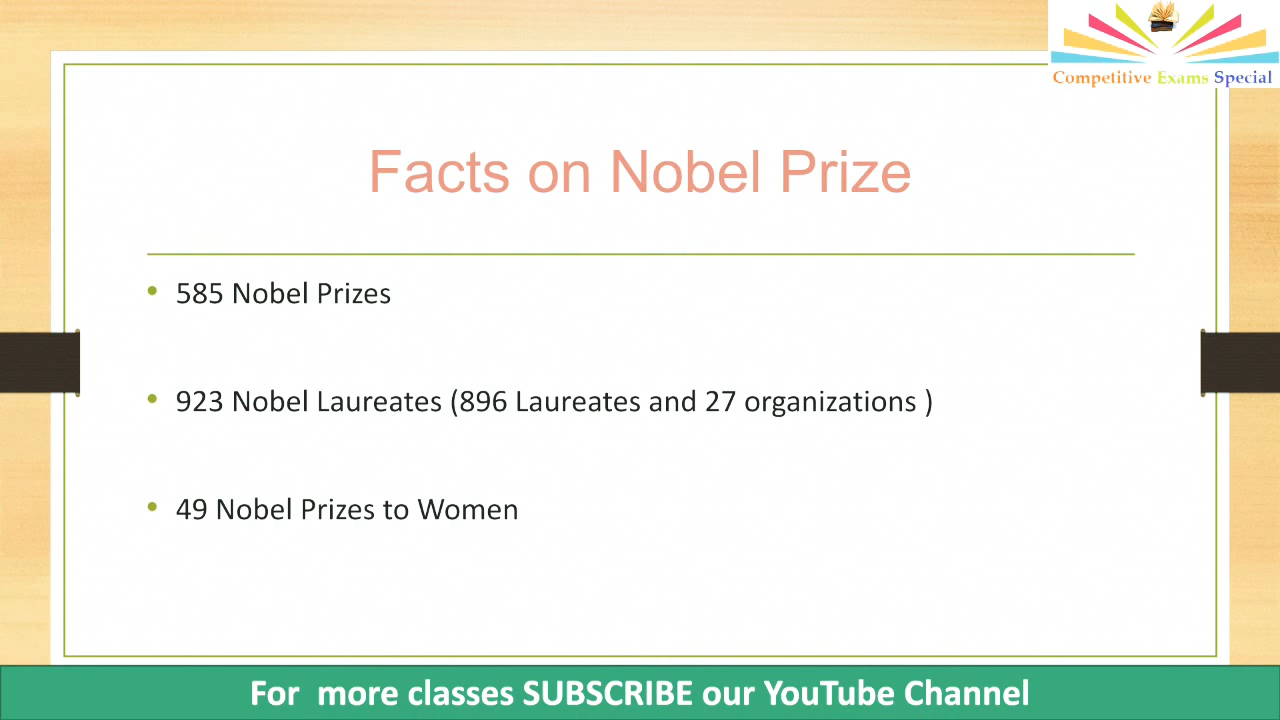 Competitive Exams Special
Facts on Nobel Prize
• 585 Nobel Prizes
• 923 Nobel Laureates (896 Laureates and 27 organizations )
• 49 Nobel Prizes to Women
For  more classes SUBSCRIBE our YouTube Channel